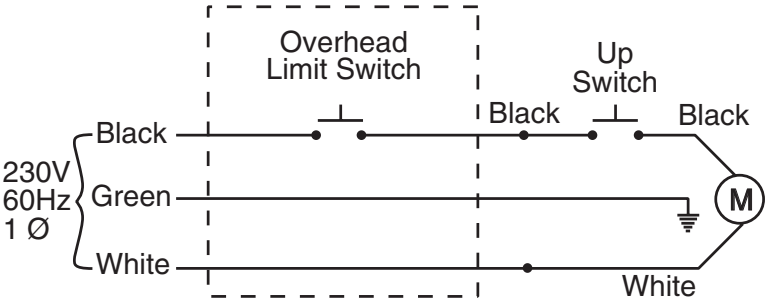 Overhead
Limit Switch
Up
Switch
Black
Black
Black
230V
60Hz
1 Ø
Green
M
White
White